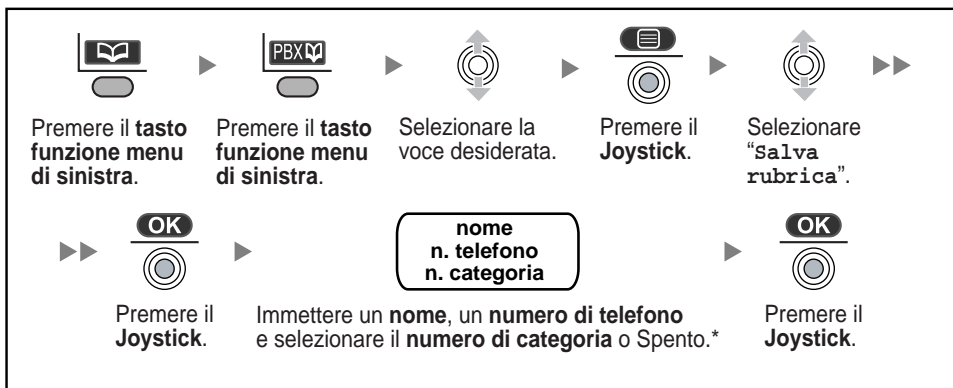 PBX
Premere il tasto
funzione menu
di sinistra.
Premere il tasto
funzione menu
di sinistra.
Selezionare la
voce desiderata.
Premere il
Joystick.
Selezionare
“Salva
rubrica”.
OK
Premere il
Joystick.
nome
n. telefono
n. categoria
Immettere un nome, un numero di telefono
e selezionare il numero di categoria o Spento.*
OK
Premere il
Joystick.